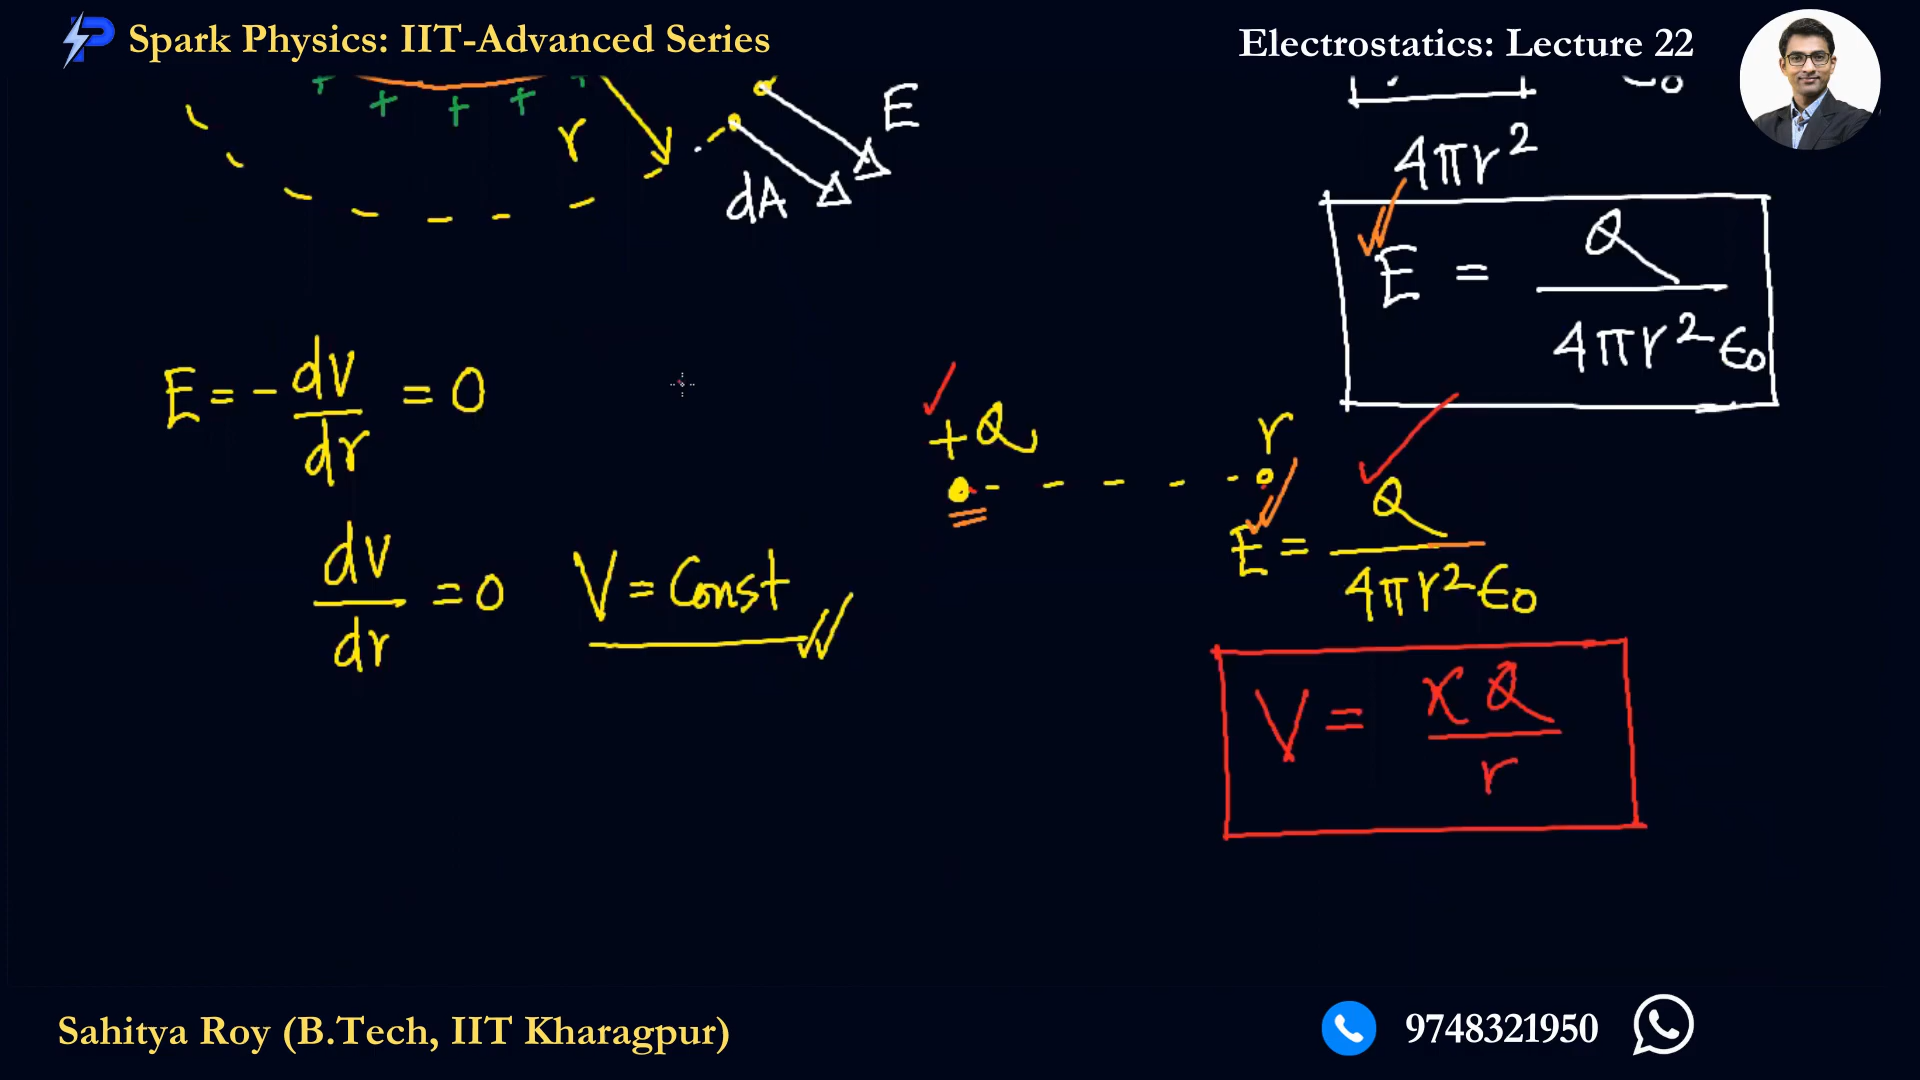 Spark Physics: IIT-Advanced Series
Electrostatics: Lecture 22
+ + + + +
r
E
dA
ϵ0
4πr²
E = Q / 4πr²ϵ0
E = - dV/dr = 0
dV/dr = 0
V = Const
+Q
r
E = Q / 4πr²ϵ0
V = KQ / r
Sahitya Roy (B.Tech, IIT Kharagpur)
9748321950